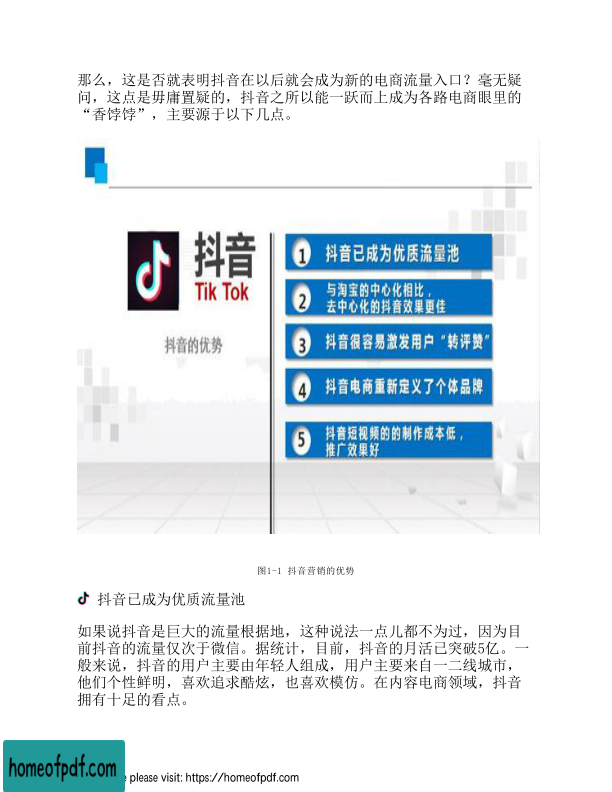 那么，这是否就表明抖音在以后就会成为新的电商流量入口？毫无疑
问，这点是毋庸置疑的，抖音之所以能一跃而上成为各路电商眼里的
“香饽饽”，主要源于以下几点。
抖音
Tik Tok
抖音的优势
1 抖音已成为优质流量池
2 与淘宝的中心化相比，
去中心化的抖音效果更佳
3 抖音很容易激发用户“转评赞”
4 抖音电商重新定义了个体品牌
5 抖音短视频的的制作成本低，
推广效果好
图1-1 抖音营销的优势
抖音已成为优质流量池
如果说抖音是巨大的流量根据地，这种说法一点儿都不为过，因为目
前抖音的流量仅次于微信。据统计，目前，抖音的月活已突破5亿。一
般来说，抖音的用户主要由年轻人组成，用户主要来自一二线城市，
他们个性鲜明，喜欢追求酷炫，也喜欢模仿。在内容电商领域，抖音
拥有十足的看点。
homeofpdf.com
e please visit: https://homeofpdf.com